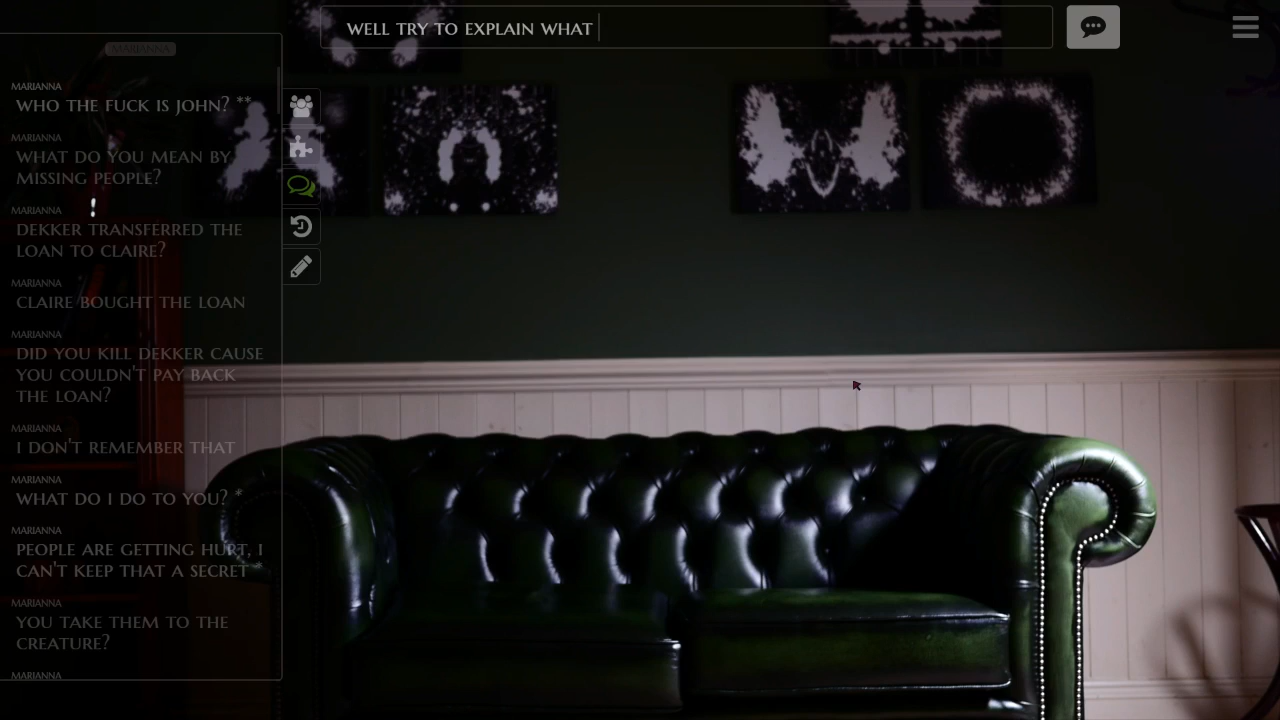 WELL TRY TO EXPLAIN WHAT
MARIANNA
MARIANNA
WHO THE FUCK IS JOHN? **
MARIANNA
WHAT DO YOU MEAN BY
MISSING PEOPLE?
MARIANNA
DEKKER TRANSFERRED THE
LOAN TO CLAIRE?
MARIANNA
CLAIRE BOUGHT THE LOAN
MARIANNA
DID YOU KILL DEKKER CAUSE
YOU COULDN'T PAY BACK
THE LOAN?
MARIANNA
I DON'T REMEMBER THAT
MARIANNA
WHAT DO I DO TO YOU? *
MARIANNA
PEOPLE ARE GETTING HURT, I
CAN'T KEEP THAT A SECRET *
MARIANNA
YOU TAKE THEM TO THE
CREATURE?
MARIANNA